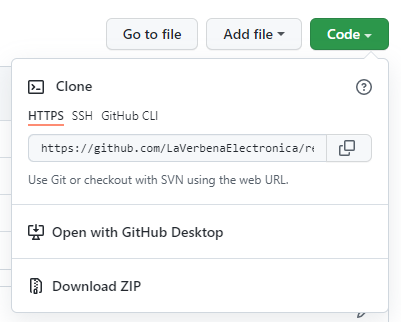 Go to file Add file Code
Clone
HTTPS SSH GitHub CLI
https://github.com/LaVerbenaElectronica/re
Use Git or checkout with SVN using the web URL.
Open with GitHub Desktop
Download ZIP